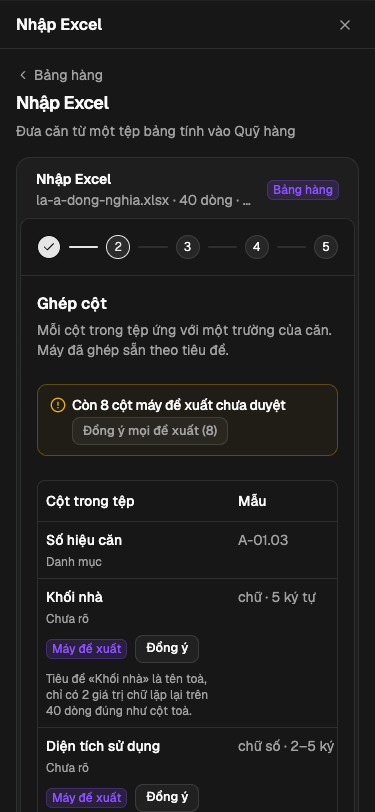 Nhập Excel
Bảng hàng
Nhập Excel
Đưa căn từ một tệp bảng tính vào Quỹ hàng
Nhập Excel
la-a-dong-nghia.xlsx · 40 dòng · ...
Bảng hàng
2 3 4 5
Ghép cột
Mỗi cột trong tệp ứng với một trường của căn.
Máy đã ghép sẵn theo tiêu đề.
Còn 8 cột máy đề xuất chưa duyệt
Đồng ý mọi đề xuất (8)
Cột trong tệp Mẫu
Số hiệu căn A-01.03
Danh mục
Khối nhà chữ · 5 ký tự
Chưa rõ
Máy đề xuất Đồng ý
Tiêu đề «Khối nhà» là tên toà,
chỉ có 2 giá trị chữ lặp lại trên
40 dòng đúng như cột toà.
Diện tích sử dụng chữ số · 2–5 ký
Chưa rõ
Máy đề xuất Đồng ý